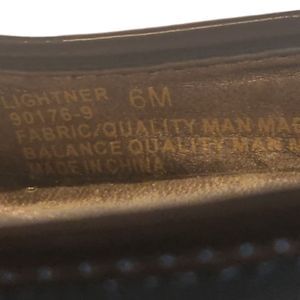 LIGHTNER 6M
90176-9
FABRIC/QUALITY MAN MA
BALANCE QUALITY MAN M
MADE IN CHINA